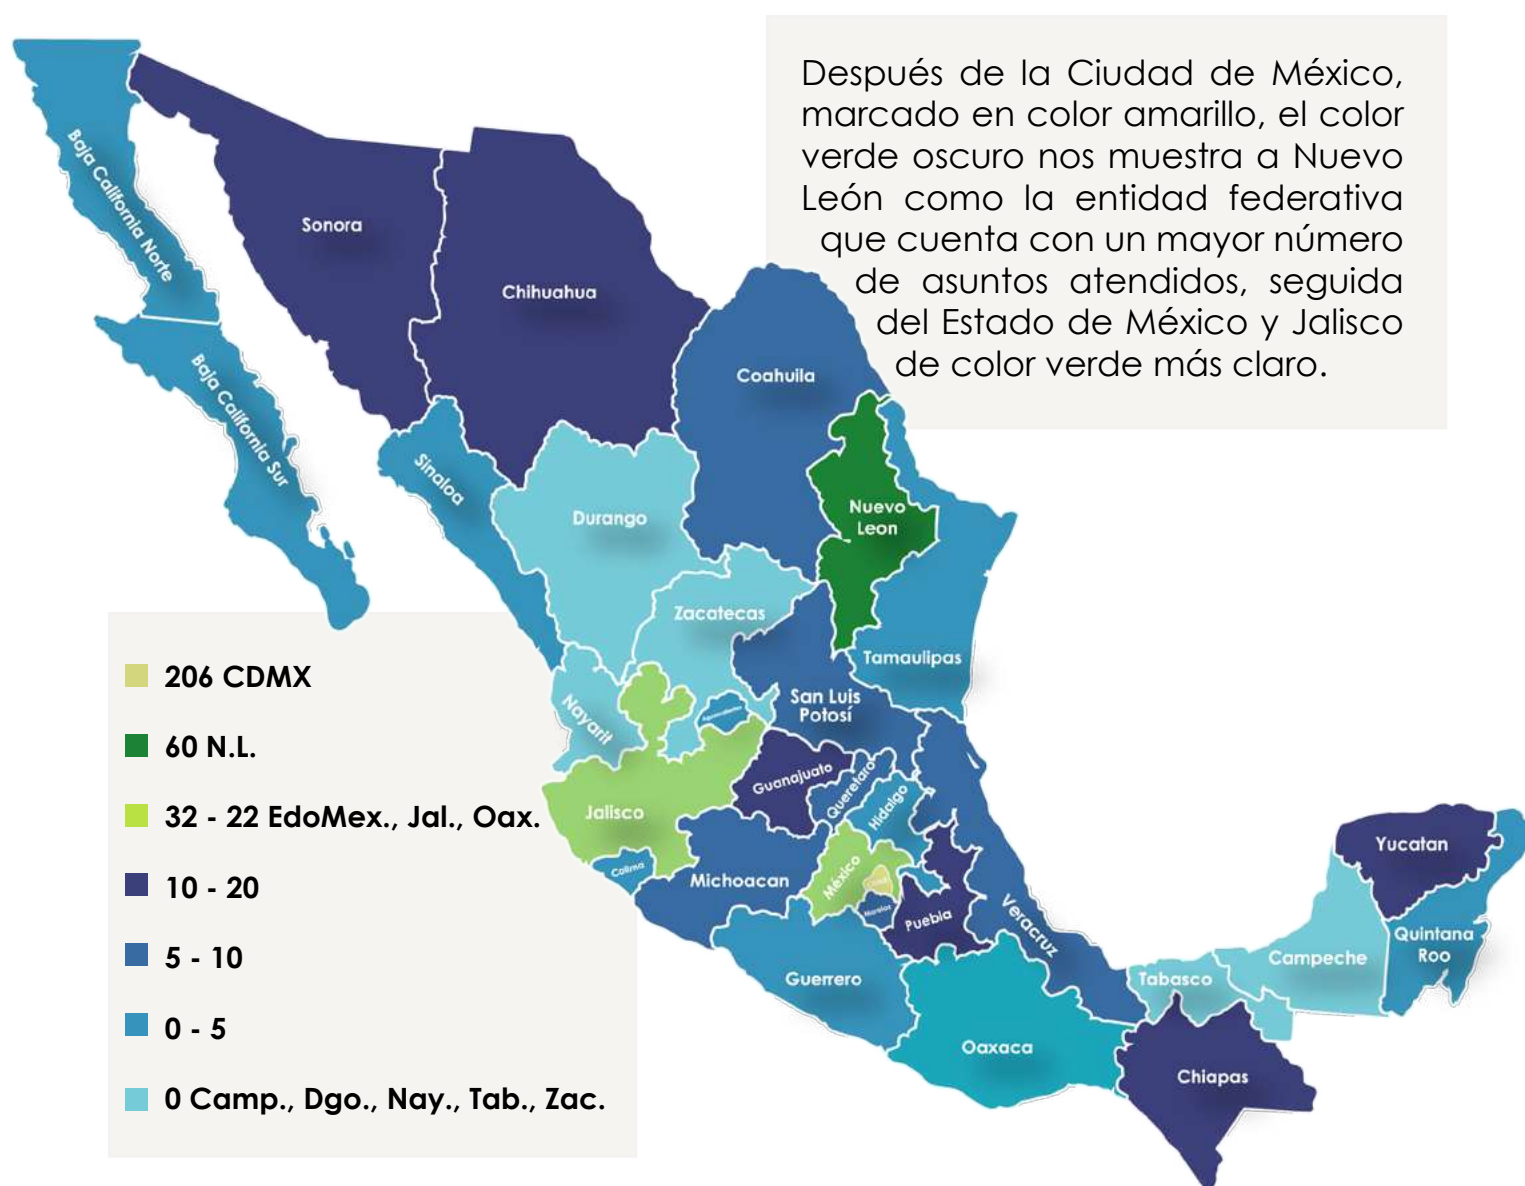 Después de la Ciudad de México,
marcado en color amarillo, el color
verde oscuro nos muestra a Nuevo
León como la entidad federativa
que cuenta con un mayor número
de asuntos atendidos, seguida
del Estado de México y Jalisco
de color verde más claro.
Baja California Norte
Sonora
Chihuahua
Coahuila
Baja California Sur
Sinaloa
Durango
Nuevo
Leon
Zacatecas
Tamaulipas
Nayarit
San Luis
Potosí
Aguascalientes
Guanajuato
Queretaro
Hidalgo
Jalisco
Colima
Michoacan
México
CDMX
Morelos
Puebla
Veracruz
Guerrero
Oaxaca
Tabasco
Campeche
Yucatan
Quintana
Roo
Chiapas
206 CDMX
60 N.L.
32 - 22 EdoMex., Jal., Oax.
10 - 20
5 - 10
0 - 5
0 Camp., Dgo., Nay., Tab., Zac.